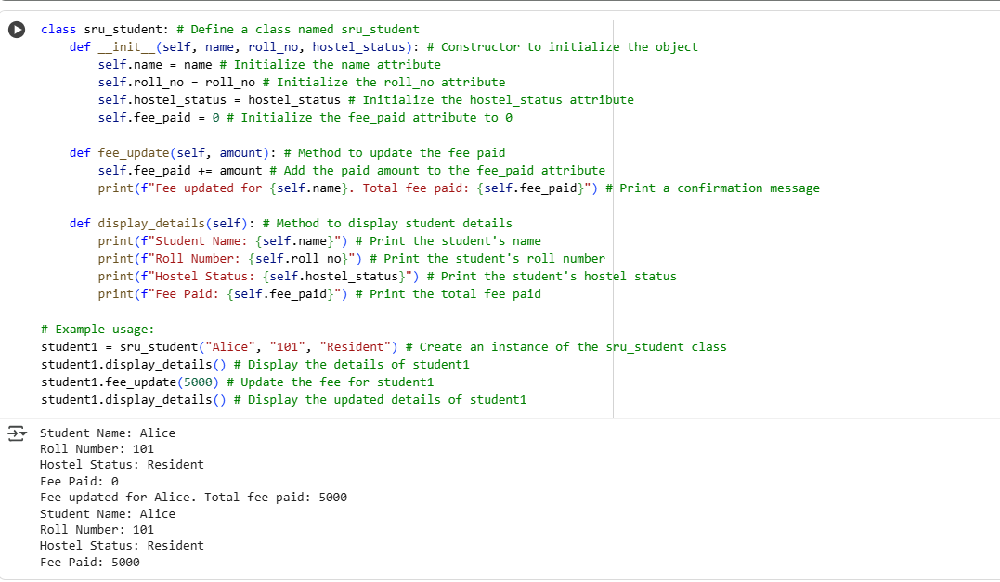 class sru_student: # Define a class named sru_student
    def __init__(self, name, roll_no, hostel_status): # Constructor to initialize the object
        self.name = name # Initialize the name attribute
        self.roll_no = roll_no # Initialize the roll_no attribute
        self.hostel_status = hostel_status # Initialize the hostel_status attribute
        self.fee_paid = 0 # Initialize the fee_paid attribute to 0

    def fee_update(self, amount): # Method to update the fee paid
        self.fee_paid += amount # Add the paid amount to the fee_paid attribute
        print(f"Fee updated for {self.name}. Total fee paid: {self.fee_paid}") # Print a confirmation message

    def display_details(self): # Method to display student details
        print(f"Student Name: {self.name}") # Print the student's name
        print(f"Roll Number: {self.roll_no}") # Print the student's roll number
        print(f"Hostel Status: {self.hostel_status}") # Print the student's hostel status
        print(f"Fee Paid: {self.fee_paid}") # Print the total fee paid

# Example usage:
student1 = sru_student("Alice", "101", "Resident") # Create an instance of the sru_student class
student1.display_details() # Display the details of student1
student1.fee_update(5000) # Update the fee for student1
student1.display_details() # Display the updated details of student1
Student Name: Alice
Roll Number: 101
Hostel Status: Resident
Fee Paid: 0
Fee updated for Alice. Total fee paid: 5000
Student Name: Alice
Roll Number: 101
Hostel Status: Resident
Fee Paid: 5000